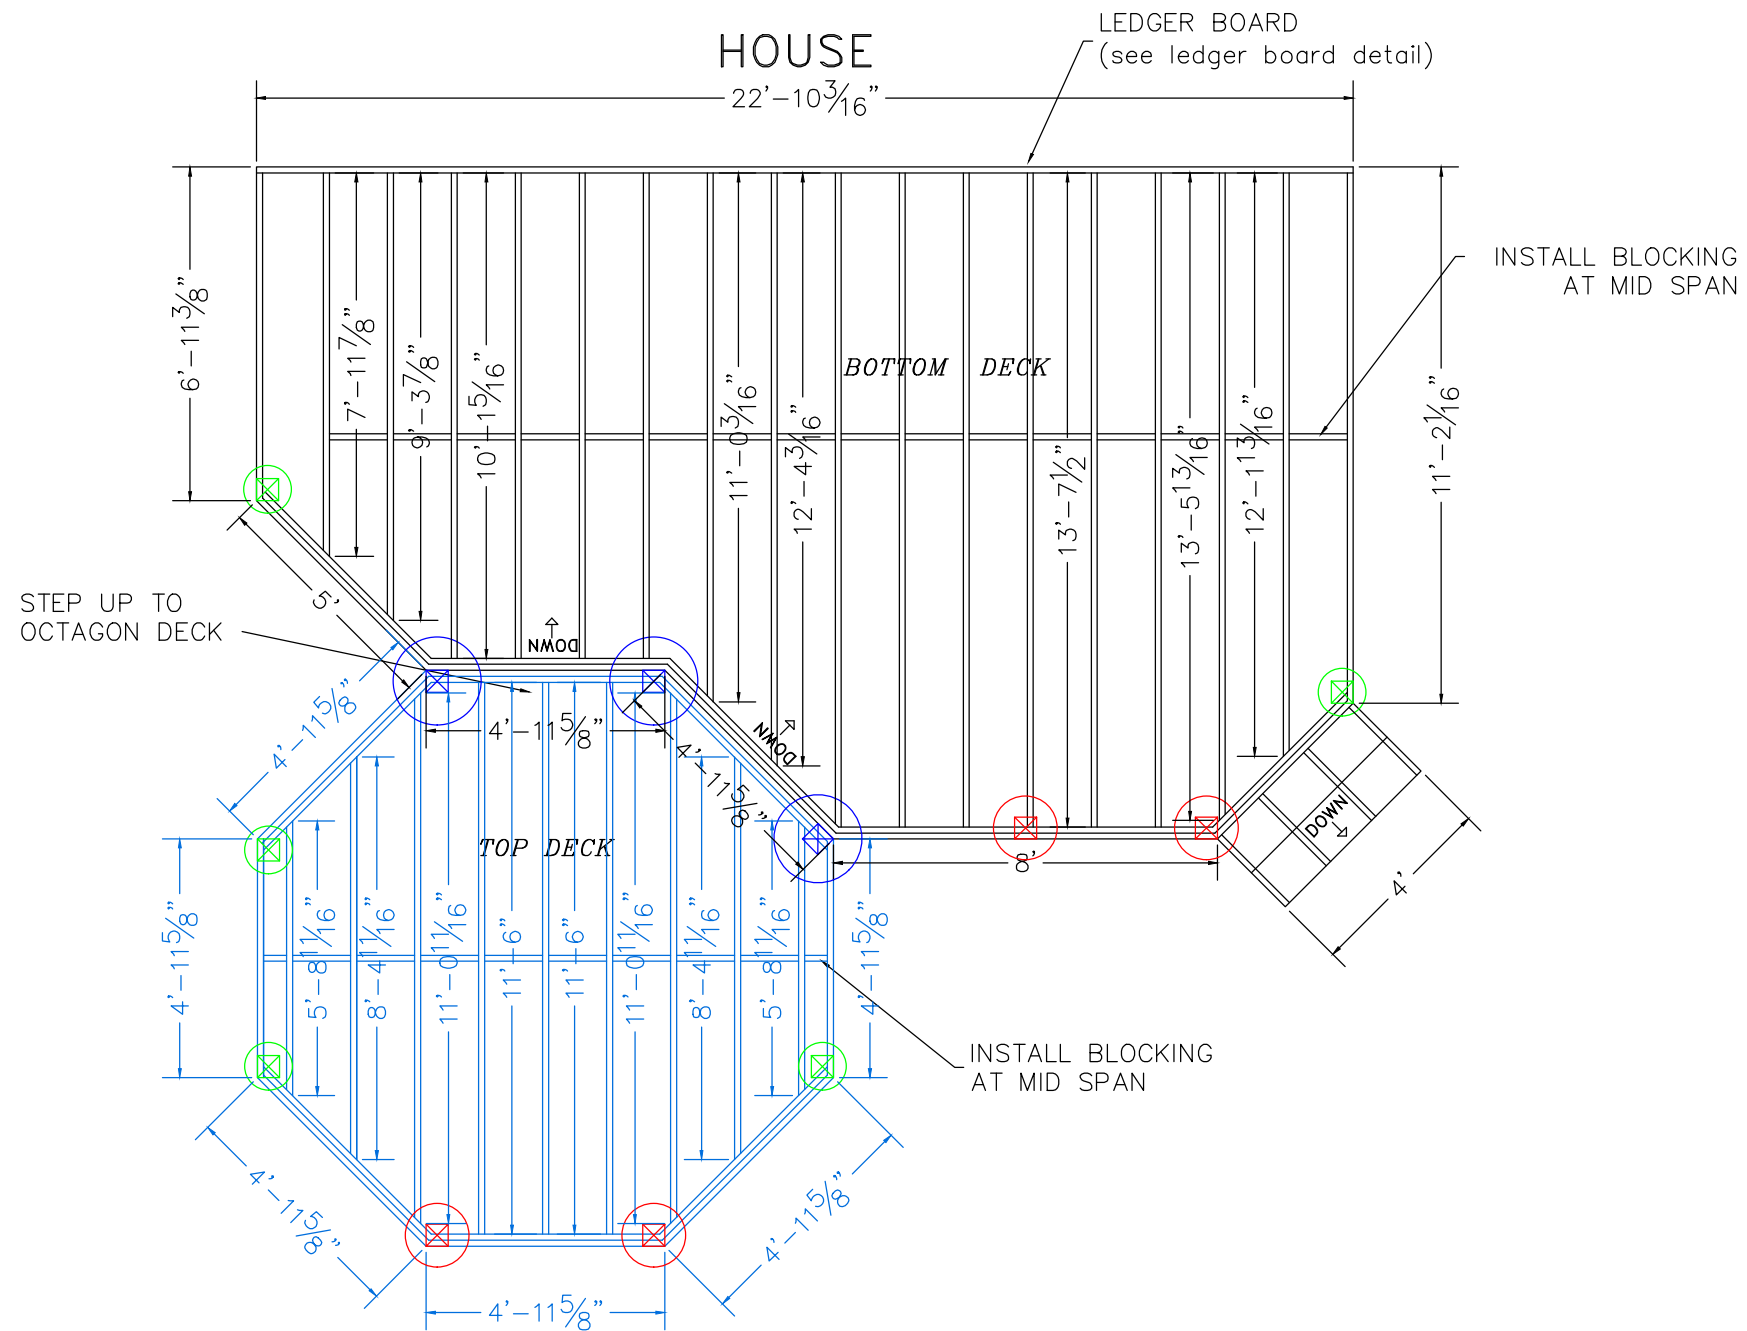 HOUSE
LEDGER BOARD
(see ledger board detail)
22'-10 3/16"
INSTALL BLOCKING
AT MID SPAN
6'-11 3/8"
7'-11 7/8"
9'-3 7/8"
10'-1 5/16"
11'-0 3/16"
12'-4 3/16"
BOTTOM DECK
13'-7 1/2"
13'-5 13/16"
12'-1 13/16"
11'-2 1/16"
5'
STEP UP TO
OCTAGON DECK
DOWN
DOWN
DOWN
4'-11 5/8"
4'-11 5/8"
4'-11 5/8"
TOP DECK
8'
4'
4'-11 5/8"
5'-8 11/16"
8'-4 11/16"
11'-0 11/16"
11'-6"
11'-6"
11'-0 11/16"
8'-4 11/16"
5'-8 11/16"
4'-11 5/8"
INSTALL BLOCKING
AT MID SPAN
4'-11 5/8"
4'-11 5/8"
4'-11 5/8"